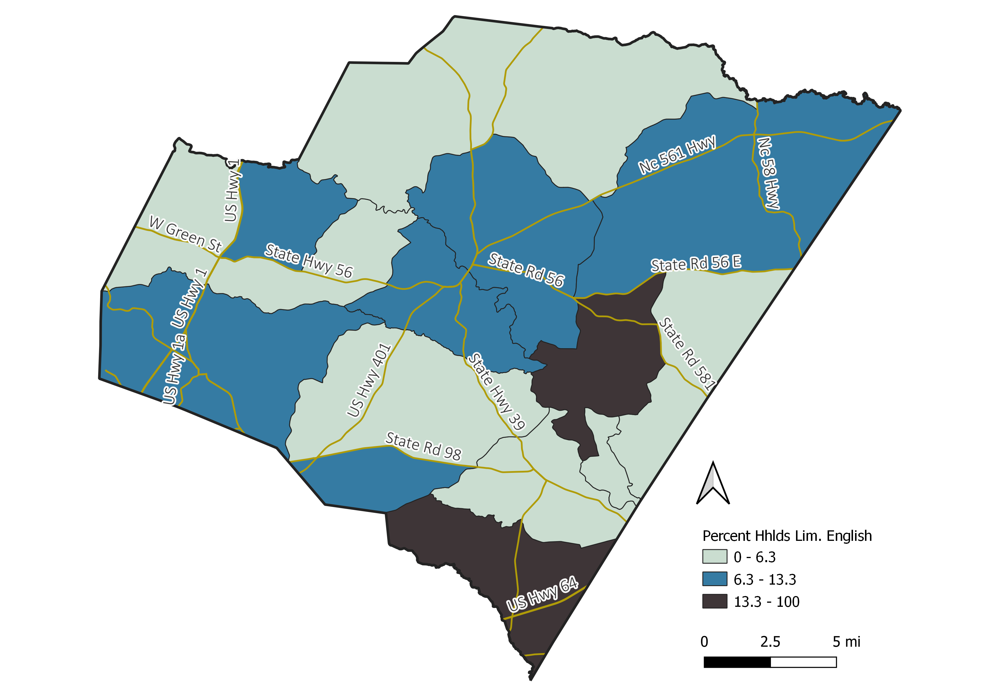 US Hwy 1
Nc 561 Hwy
Nc 58 Hwy
W Green St
State Hwy 56
State Rd 56
State Rd 56 E
US Hwy 1
US Hwy 1a
State Rd 581
US Hwy 401
State Hwy 39
State Rd 98
US Hwy 64
Percent Hhlds Lim. English
0 - 6.3
6.3 - 13.3
13.3 - 100
0 2.5 5 mi